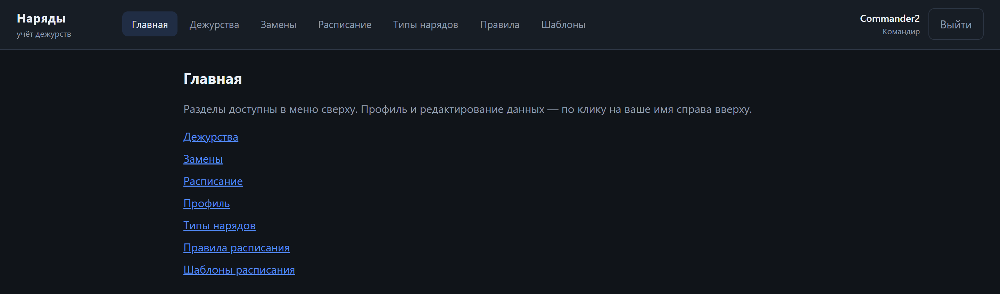 Наряды
учёт дежурств
Главная
Дежурства
Замены
Расписание
Типы нарядов
Правила
Шаблоны
Commander2
Командир
Выйти
Главная
Разделы доступны в меню сверху. Профиль и редактирование данных — по клику на ваше имя справа вверху.
Дежурства
Замены
Расписание
Профиль
Типы нарядов
Правила расписания
Шаблоны расписания